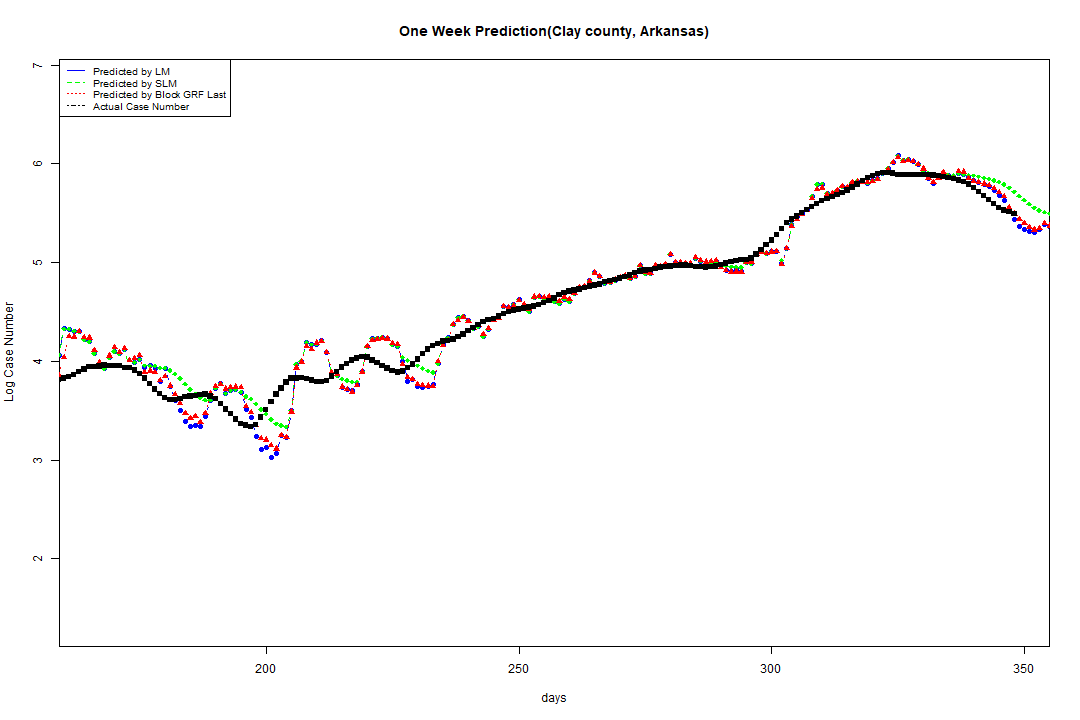 One Week Prediction(Clay county, Arkansas)
Predicted by LM
Predicted by SLM
Predicted by Block GRF Last
Actual Case Number
Log Case Number
7
6
5
4
3
2
200 250 300 350
days